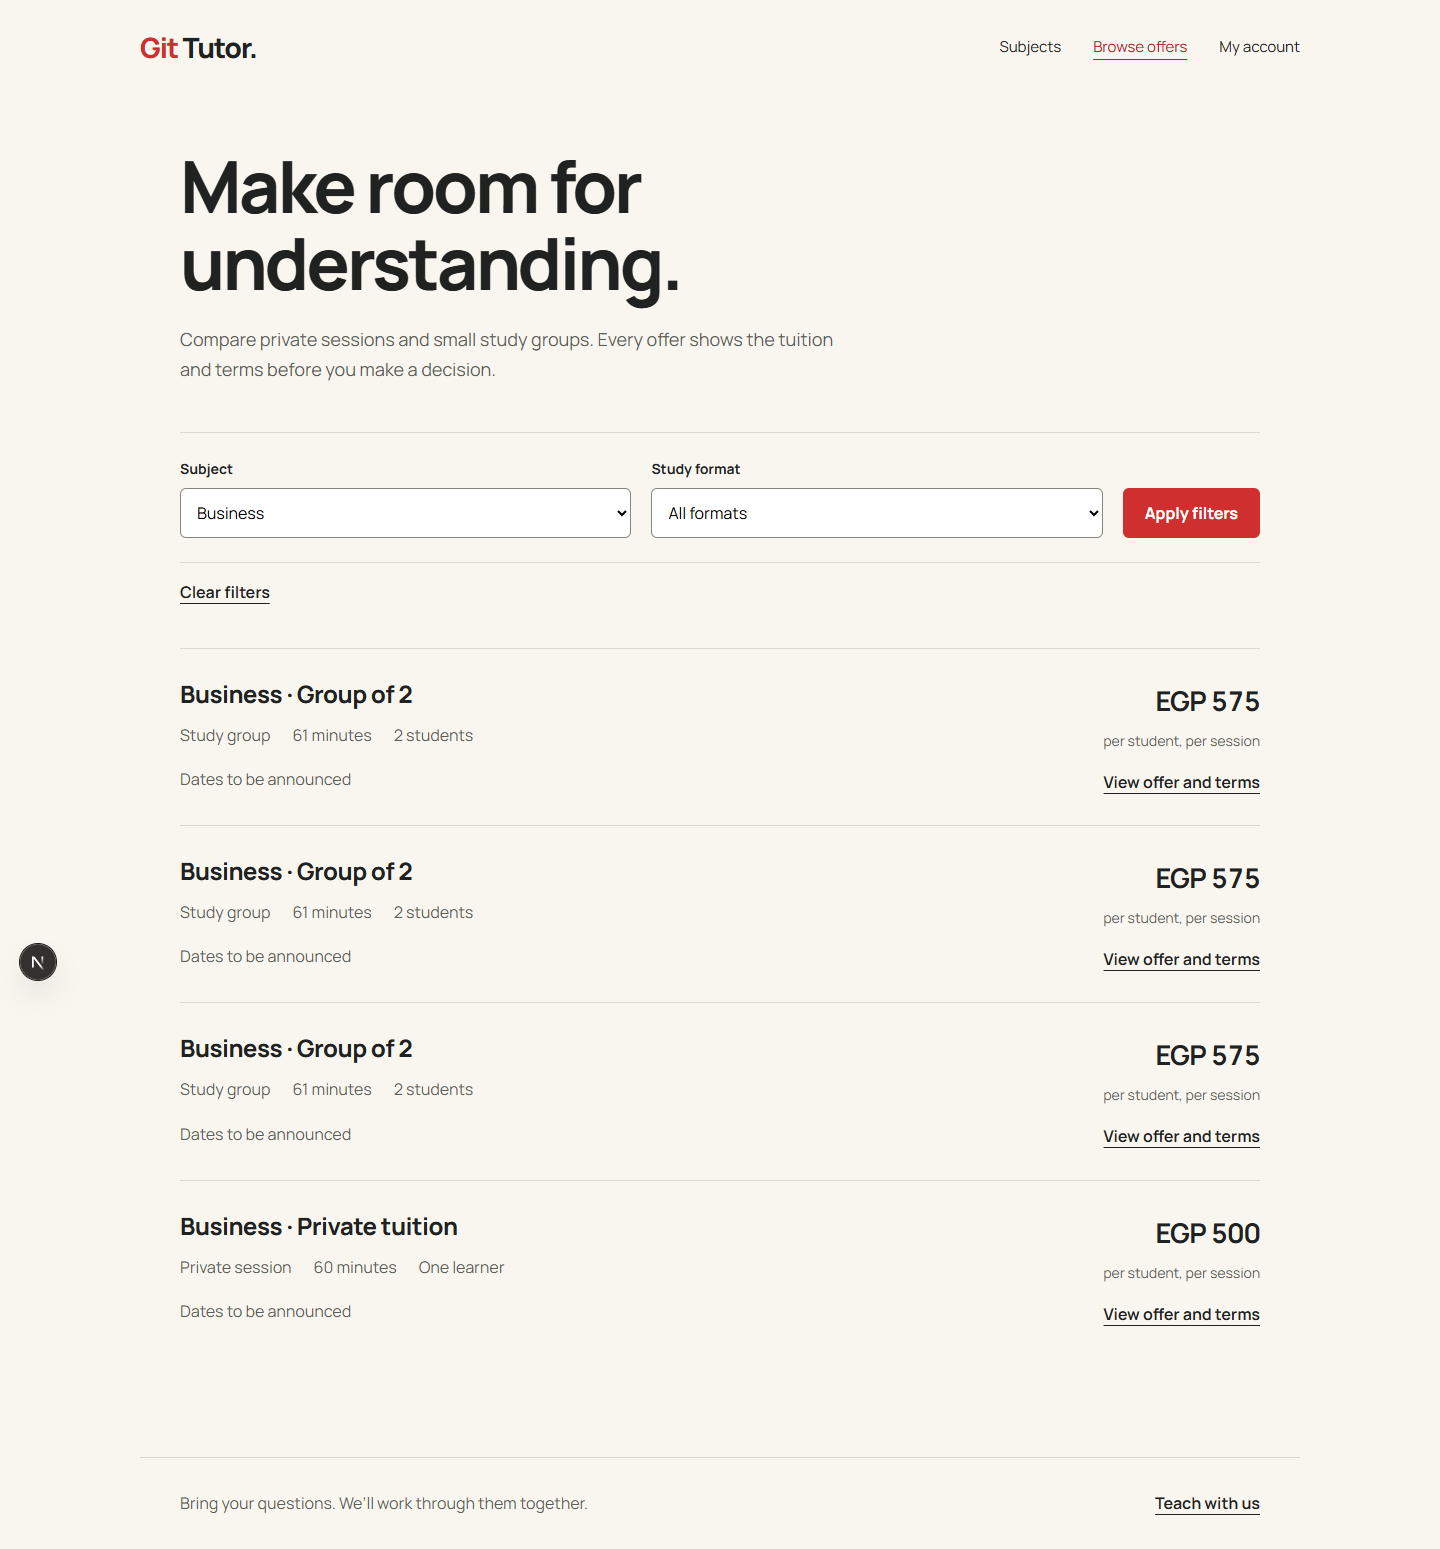 Git Tutor.
Subjects
Browse offers
My account
Make room for
understanding.
Compare private sessions and small study groups. Every offer shows the tuition
and terms before you make a decision.
Subject
Study format
Business
All formats
Apply filters
Clear filters
Business · Group of 2
EGP 575
Study group 61 minutes 2 students
per student, per session
Dates to be announced
View offer and terms
Business · Group of 2
EGP 575
Study group 61 minutes 2 students
per student, per session
Dates to be announced
View offer and terms
Business · Group of 2
EGP 575
Study group 61 minutes 2 students
per student, per session
Dates to be announced
View offer and terms
Business · Private tuition
EGP 500
Private session 60 minutes One learner
per student, per session
Dates to be announced
View offer and terms
N
Bring your questions. We’ll work through them together.
Teach with us